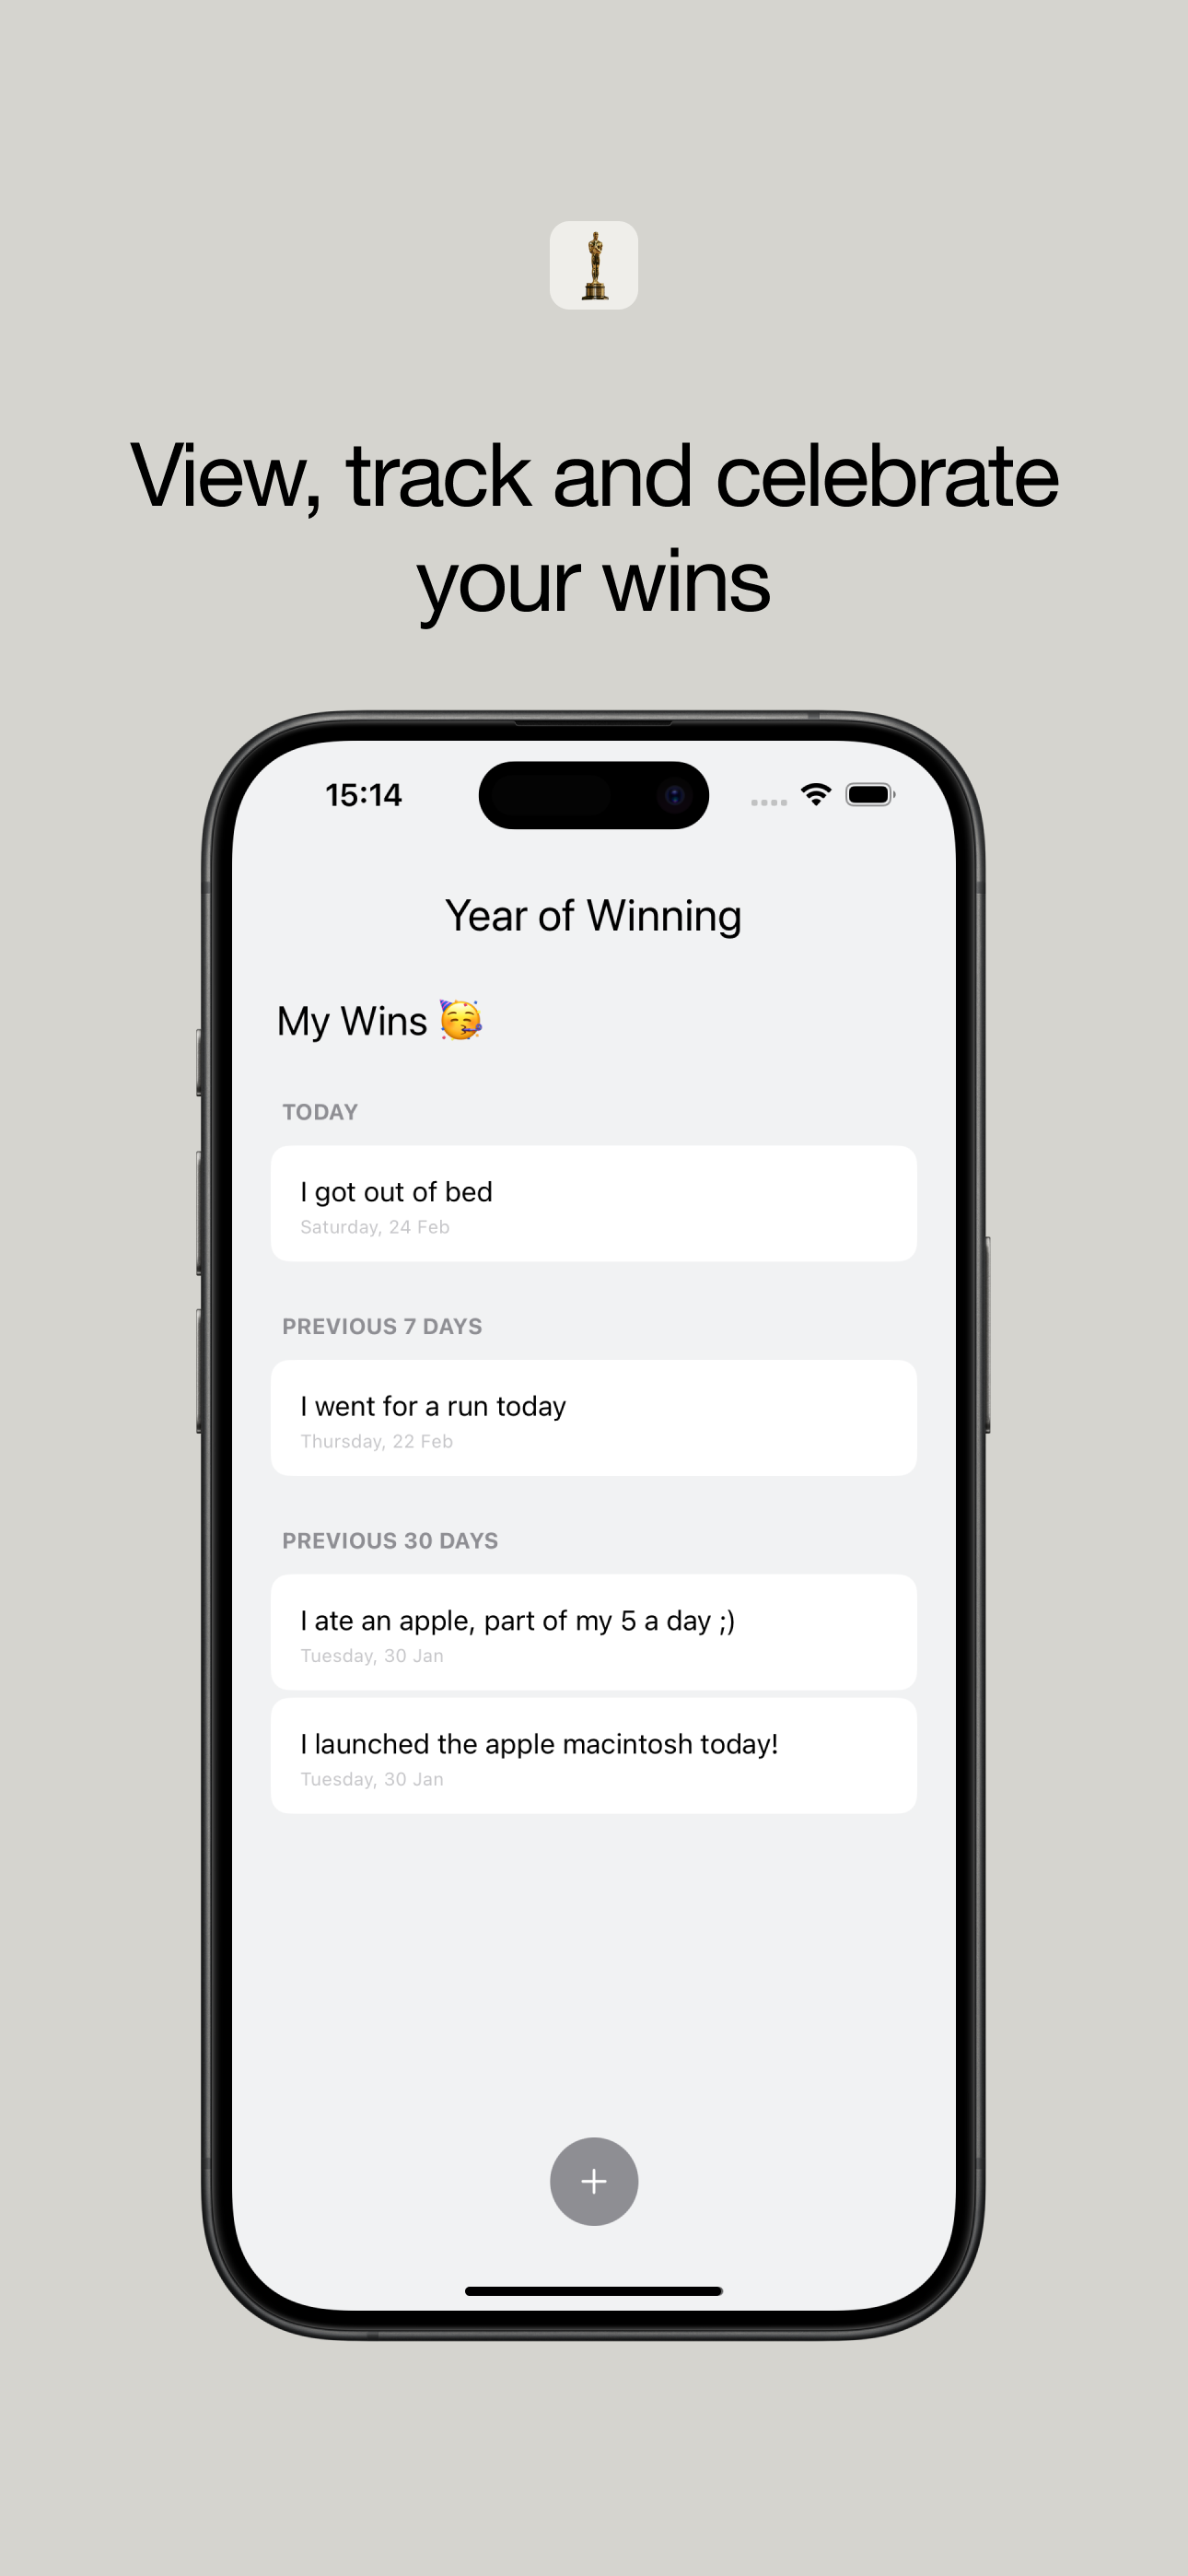 View, track and celebrate
your wins
15:14
Year of Winning
My Wins 🥳
TODAY
I got out of bed
Saturday, 24 Feb
PREVIOUS 7 DAYS
I went for a run today
Thursday, 22 Feb
PREVIOUS 30 DAYS
I ate an apple, part of my 5 a day ;)
Tuesday, 30 Jan
I launched the apple macintosh today!
Tuesday, 30 Jan